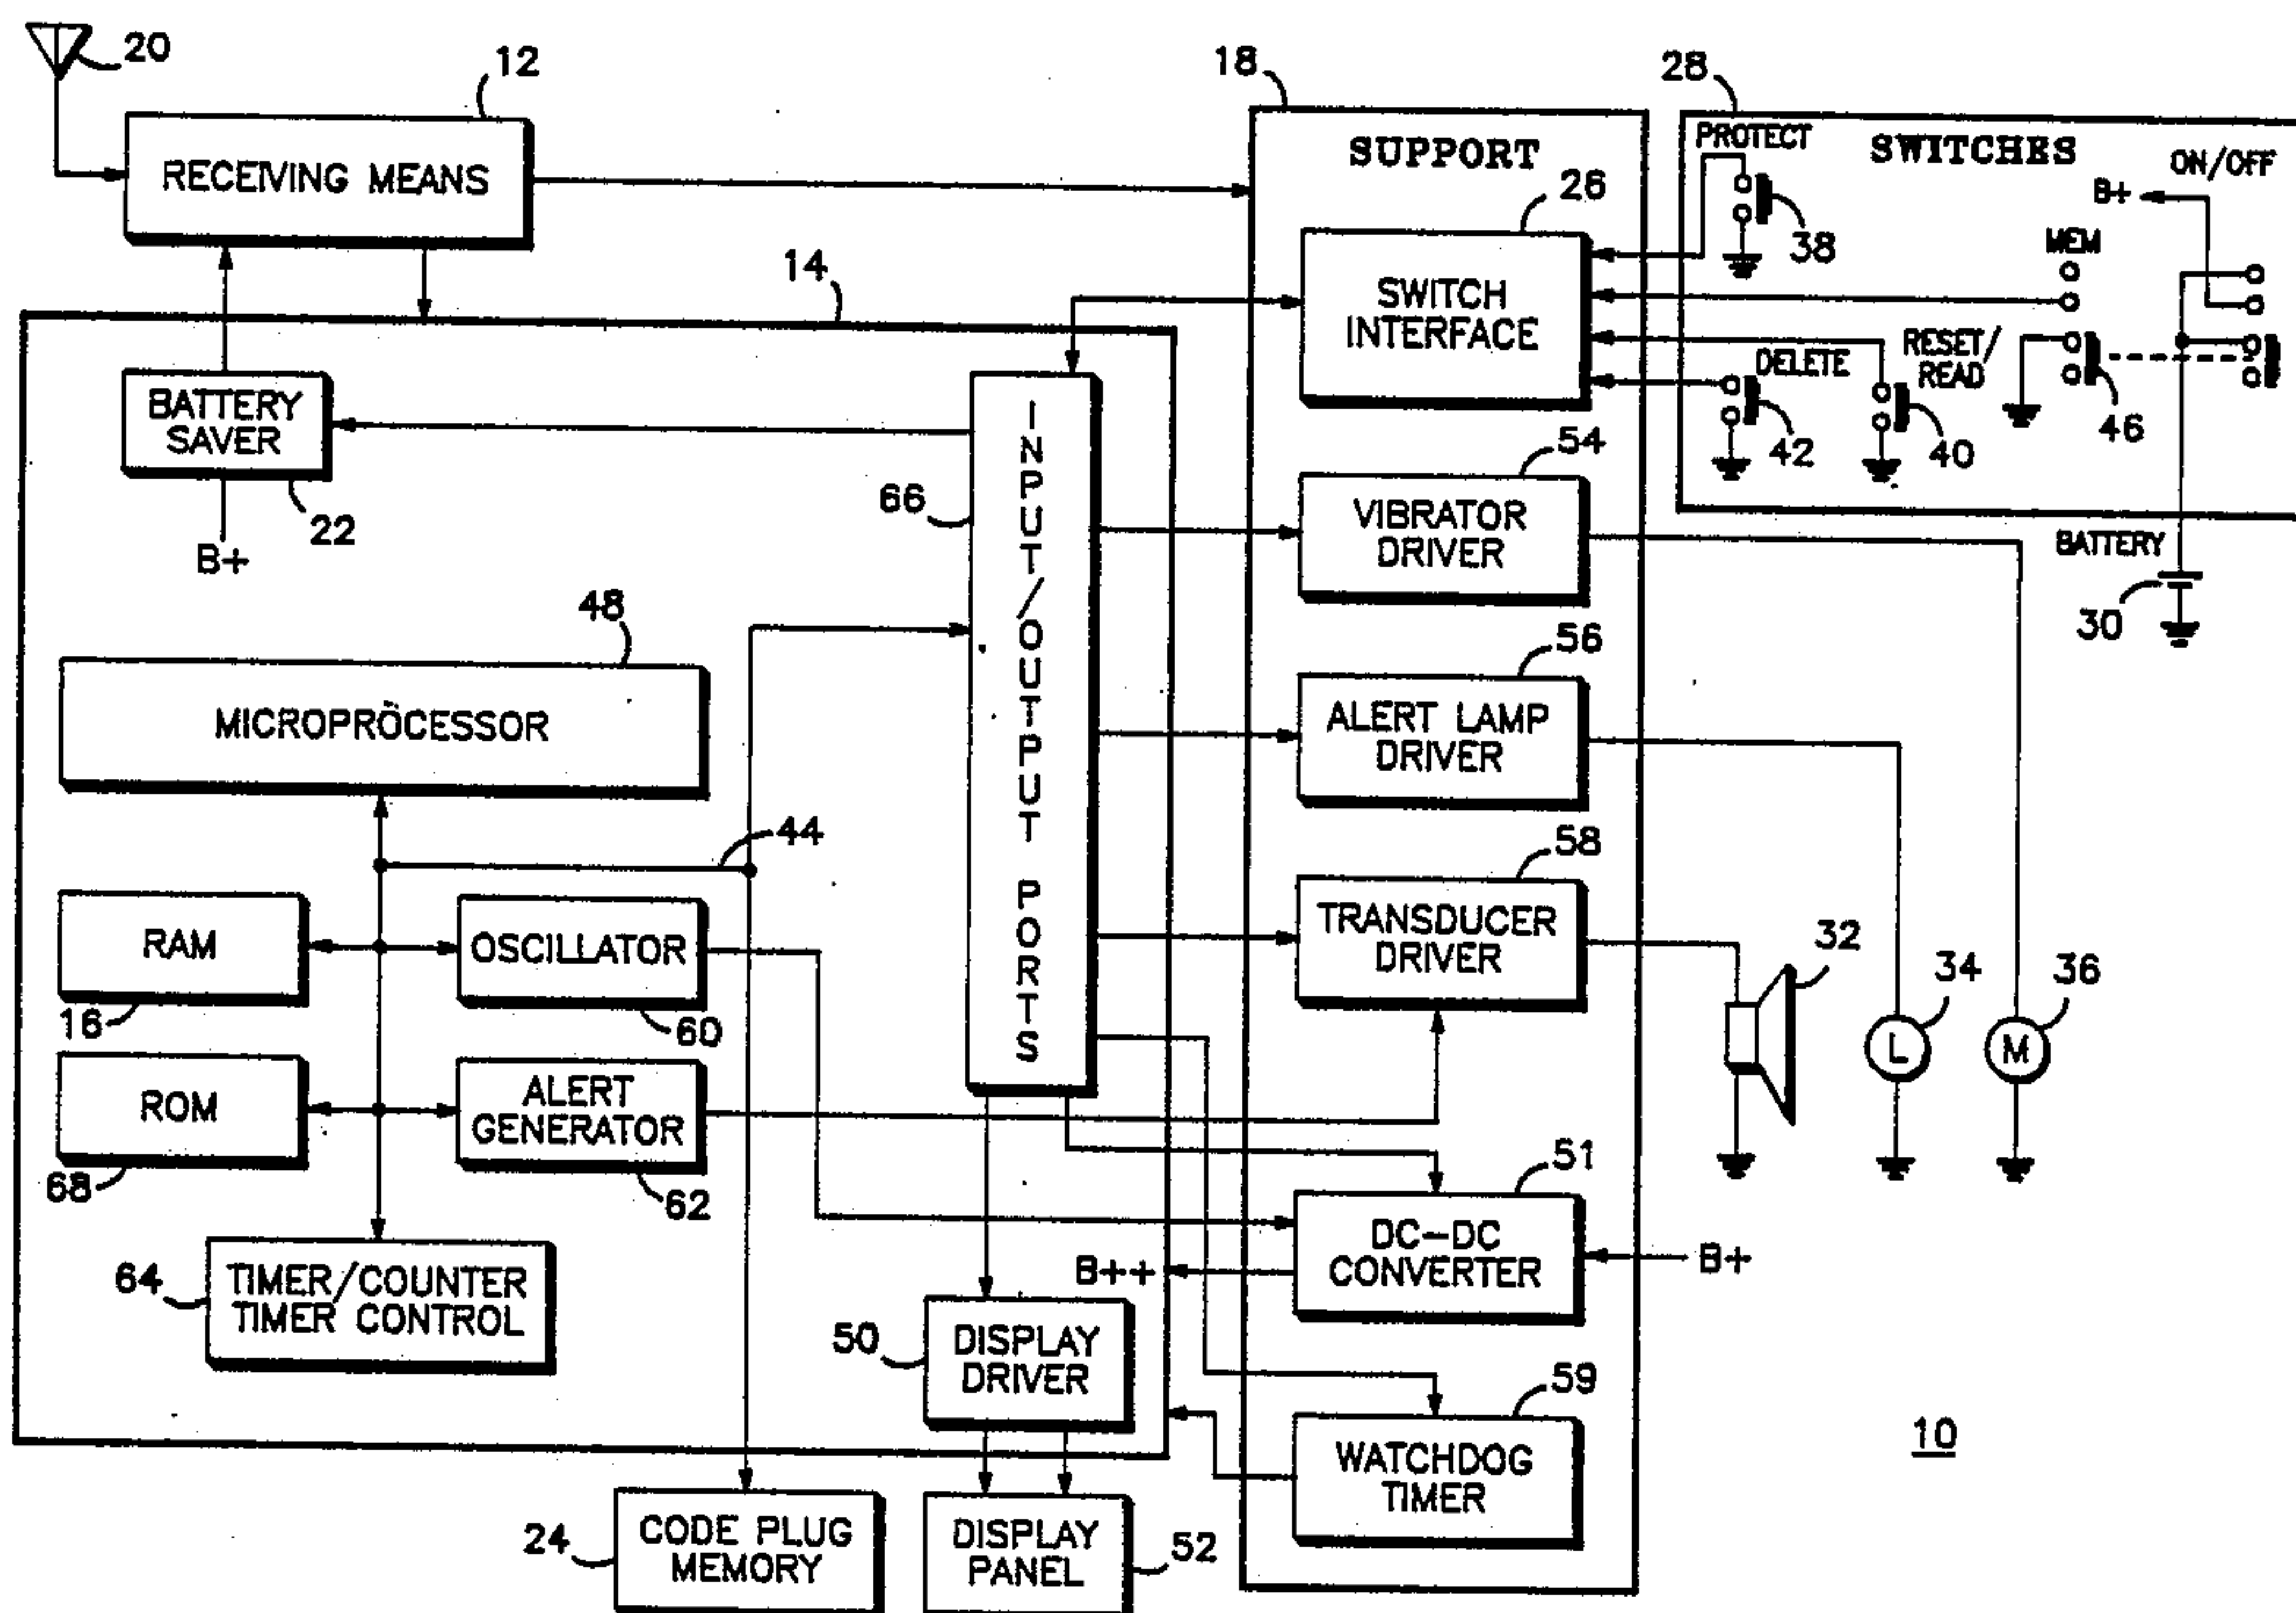 20
12
18
28
RECEIVING MEANS
SUPPORT
PROTECT
SWITCHES
ON/OFF
26
B+
38
MEM
14
SWITCH
INTERFACE
RESET/
READ
DELETE
BATTERY
SAVER
42
40
46
54
66
22
B+
INPUT/OUTPUT PORTS
VIBRATOR
DRIVER
BATTERY
30
48
56
MICROPRÖCESSOR
ALERT LAMP
DRIVER
44
58
RAM
OSCILLATOR
TRANSDUCER
DRIVER
32
34
36
16
60
L
M
ROM
ALERT
GENERATOR
68
62
51
DC-DC
CONVERTER
B++
B+
64
TIMER/COUNTER
TIMER CONTROL
50
DISPLAY
DRIVER
59
WATCHDOG
TIMER
10
24
CODE PLUG
MEMORY
DISPLAY
PANEL
52